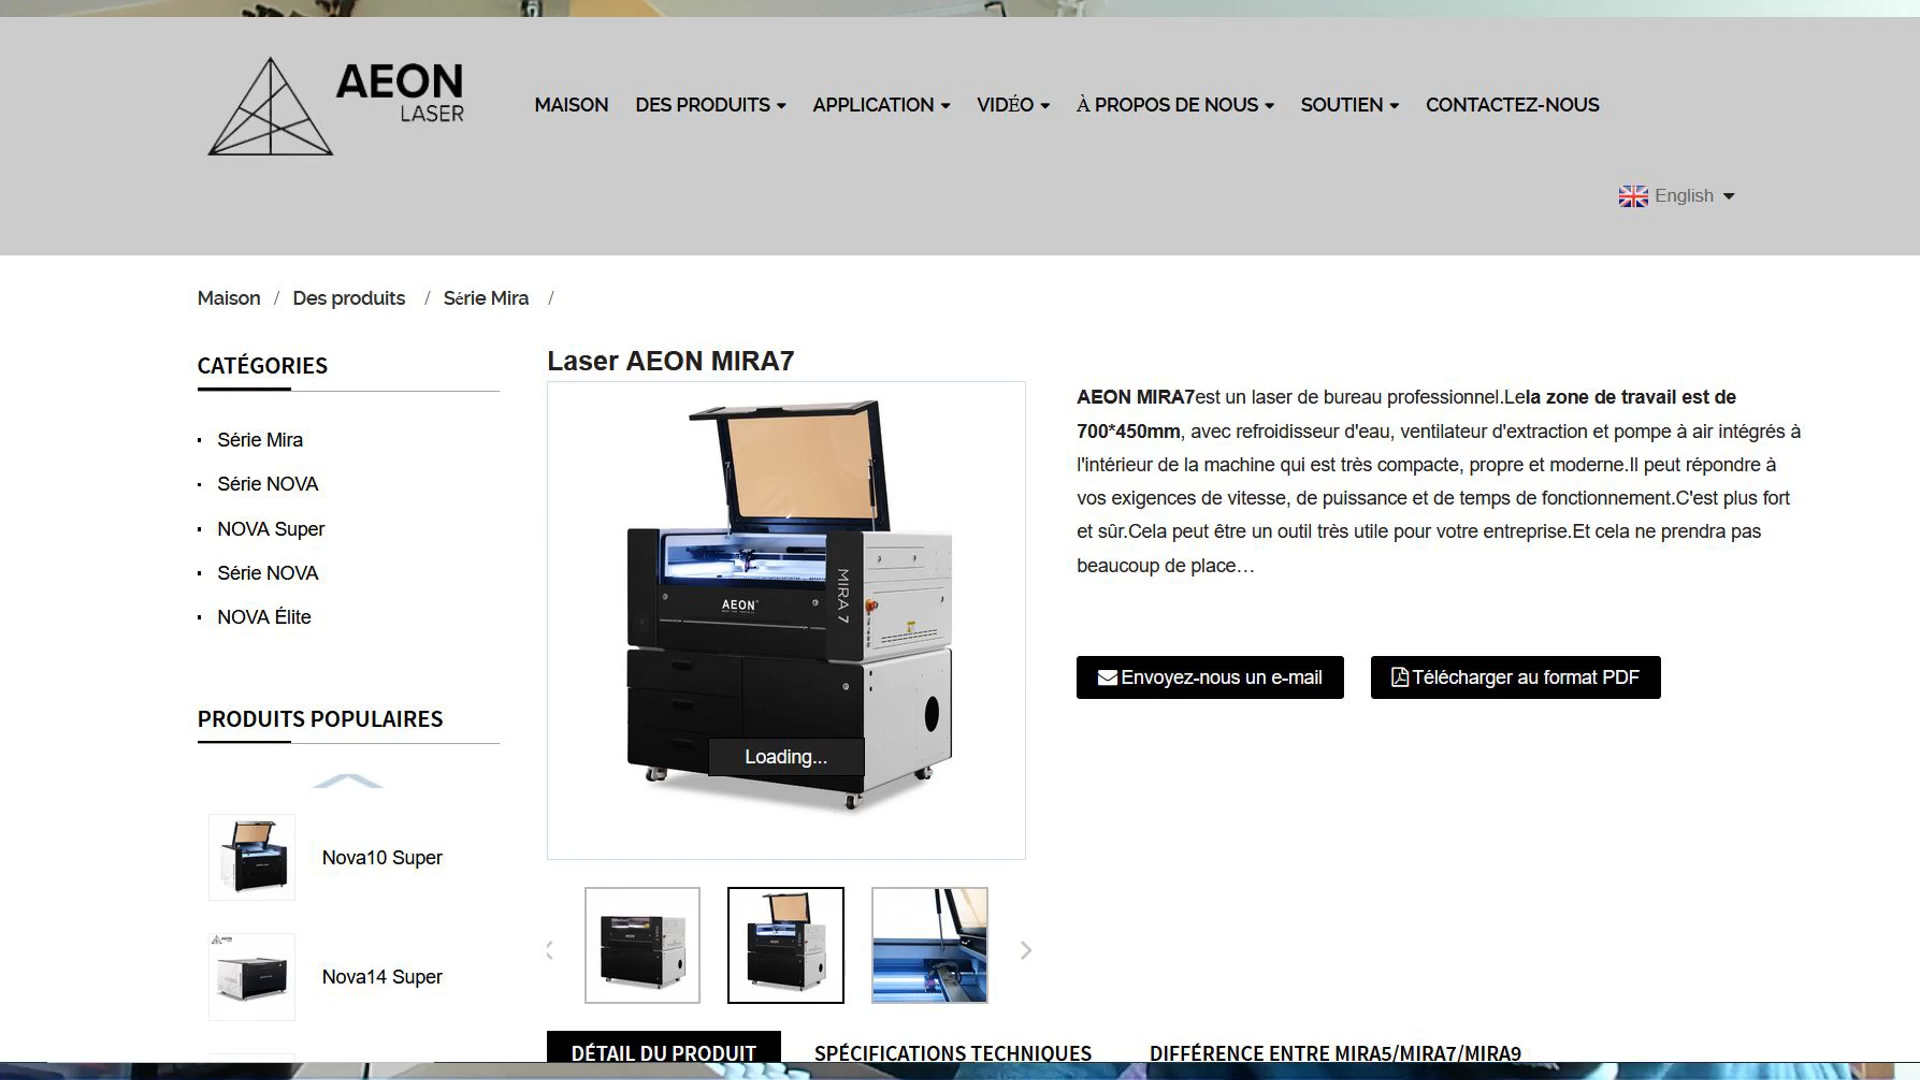 AEON
LASER
MAISON
DES PRODUITS
APPLICATION
VIDÉO
À PROPOS DE NOUS
SOUTIEN
CONTACTEZ-NOUS
English
Maison / Des produits / Série Mira /
CATÉGORIES
Série Mira
Série NOVA
NOVA Super
Série NOVA
NOVA Élite
PRODUITS POPULAIRES
Nova10 Super
Nova14 Super
Laser AEON MIRA7
AEON
MIRA 7
Loading...
AEON MIRA7est un laser de bureau professionnel.Lela zone de travail est de
700*450mm, avec refroidisseur d'eau, ventilateur d'extraction et pompe à air intégrés à
l'intérieur de la machine qui est très compacte, propre et moderne.Il peut répondre à
vos exigences de vitesse, de puissance et de temps de fonctionnement.C'est plus fort
et sûr.Cela peut être un outil très utile pour votre entreprise.Et cela ne prendra pas
beaucoup de place…
Envoyez-nous un e-mail
Télécharger au format PDF
DÉTAIL DU PRODUIT
SPÉCIFICATIONS TECHNIQUES
DIFFÉRENCE ENTRE MIRA5/MIRA7/MIRA9